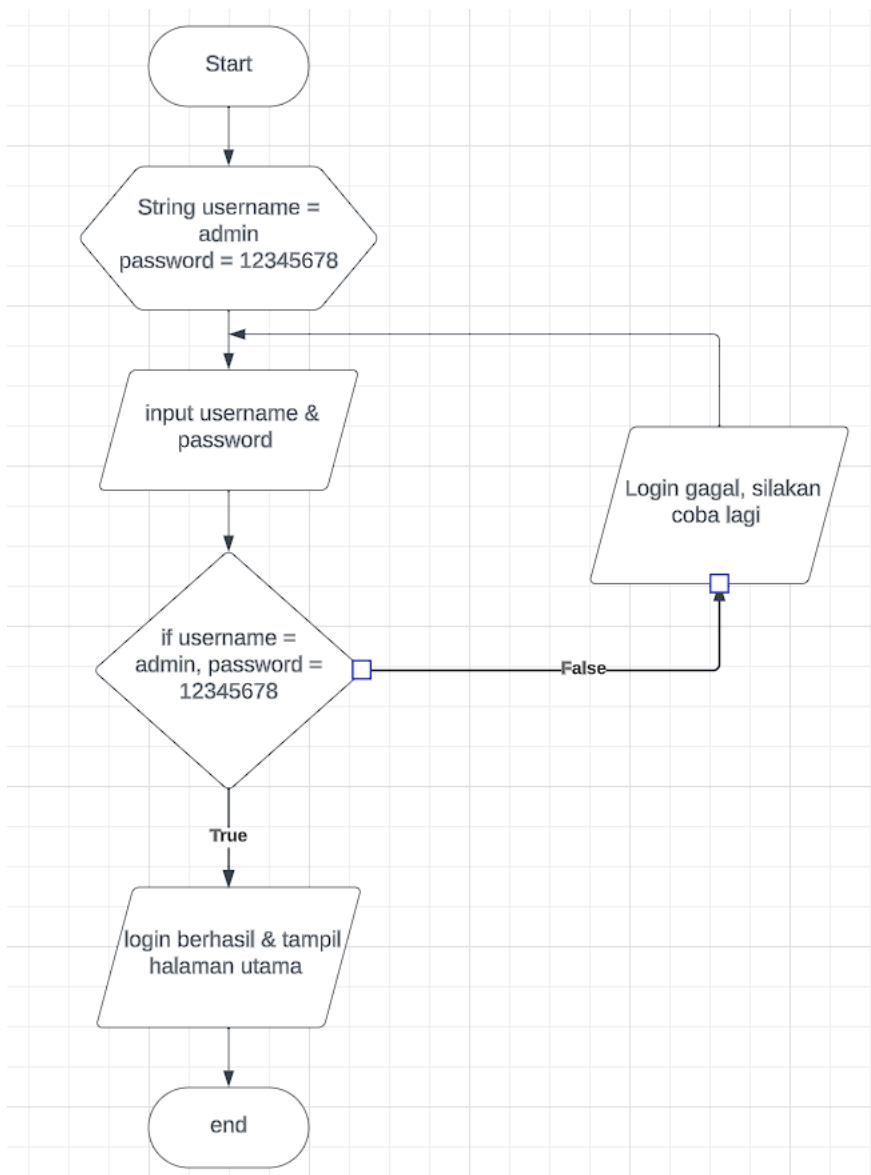 Start
String username =
admin
password = 12345678
input username &
password
Login gagal, silakan
coba lagi
if username =
admin, password =
12345678
False
True
login berhasil & tampil
halaman utama
end